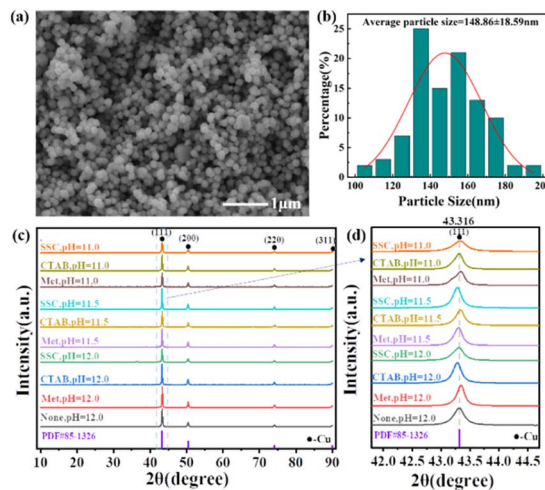 (a)
1μm
(b)
Average particle size=148.86±18.59nm
Percentage(%)
25
20
15
10
5
0
100 120 140 160 180 200
Particle Size(nm)
(c)
(111)
(200)
(220)
(311)
SSC,pH=11.0
CTAB,pH=11.0
Met,pH=11.0
SSC,pH=11.5
CTAB,pH=11.5
Met,pH=11.5
SSC,pH=12.0
CTAB,pH=12.0
Met,pH=12.0
None,pH=12.0
PDF#85-1326
●-Cu
Intensity(a.u.)
10 20 30 40 50 60 70 80 90
2θ(degree)
(d)
43.316
(111)
SSC,pH=11.0
CTAB,pH=11.0
Met,pH=11.0
SSC,pH=11.5
CTAB,pH=11.5
Met,pH=11.5
SSC,pH=12.0
CTAB,pH=12.0
Met,pH=12.0
None,pH=12.0
PDF#85-1326
●-Cu
Intensity(a.u.)
42.0 42.5 43.0 43.5 44.0 44.5
2θ(degree)